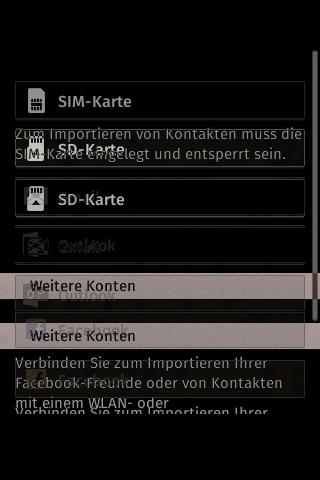 SIM-Karte
Zum Importieren von Kontakten muss die
SD-Karte
SIM-Karte eingelegt und entsperrt sein.
SD-Karte
Outlook
Weitere Konten
Outlook
Facebook
Weitere Konten
Verbinden Sie zum Importieren Ihrer
Facebook-Freunde oder von Kontakten
mit einem WLAN- oder
Verbinden Sie zum Importieren Ihrer